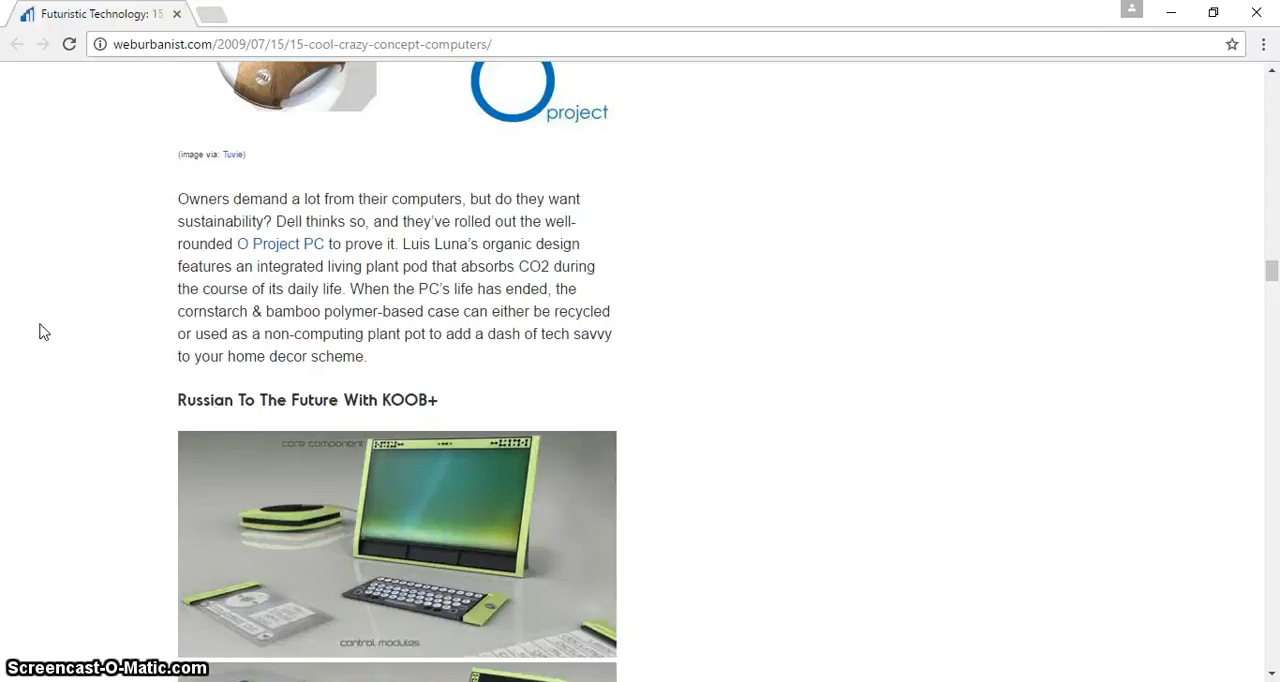 Futuristic Technology: 15
weburbanist.com/2009/07/15/15-cool-crazy-concept-computers/
project
(image via: Tuvie)
Owners demand a lot from their computers, but do they want
sustainability? Dell thinks so, and they've rolled out the well-
rounded O Project PC to prove it. Luis Luna's organic design
features an integrated living plant pod that absorbs CO2 during
the course of its daily life. When the PC's life has ended, the
cornstarch & bamboo polymer-based case can either be recycled
or used as a non-computing plant pot to add a dash of tech savvy
to your home decor scheme.
Russian To The Future With KOOB+
core component
control modules
Screencast-O-Matic.com